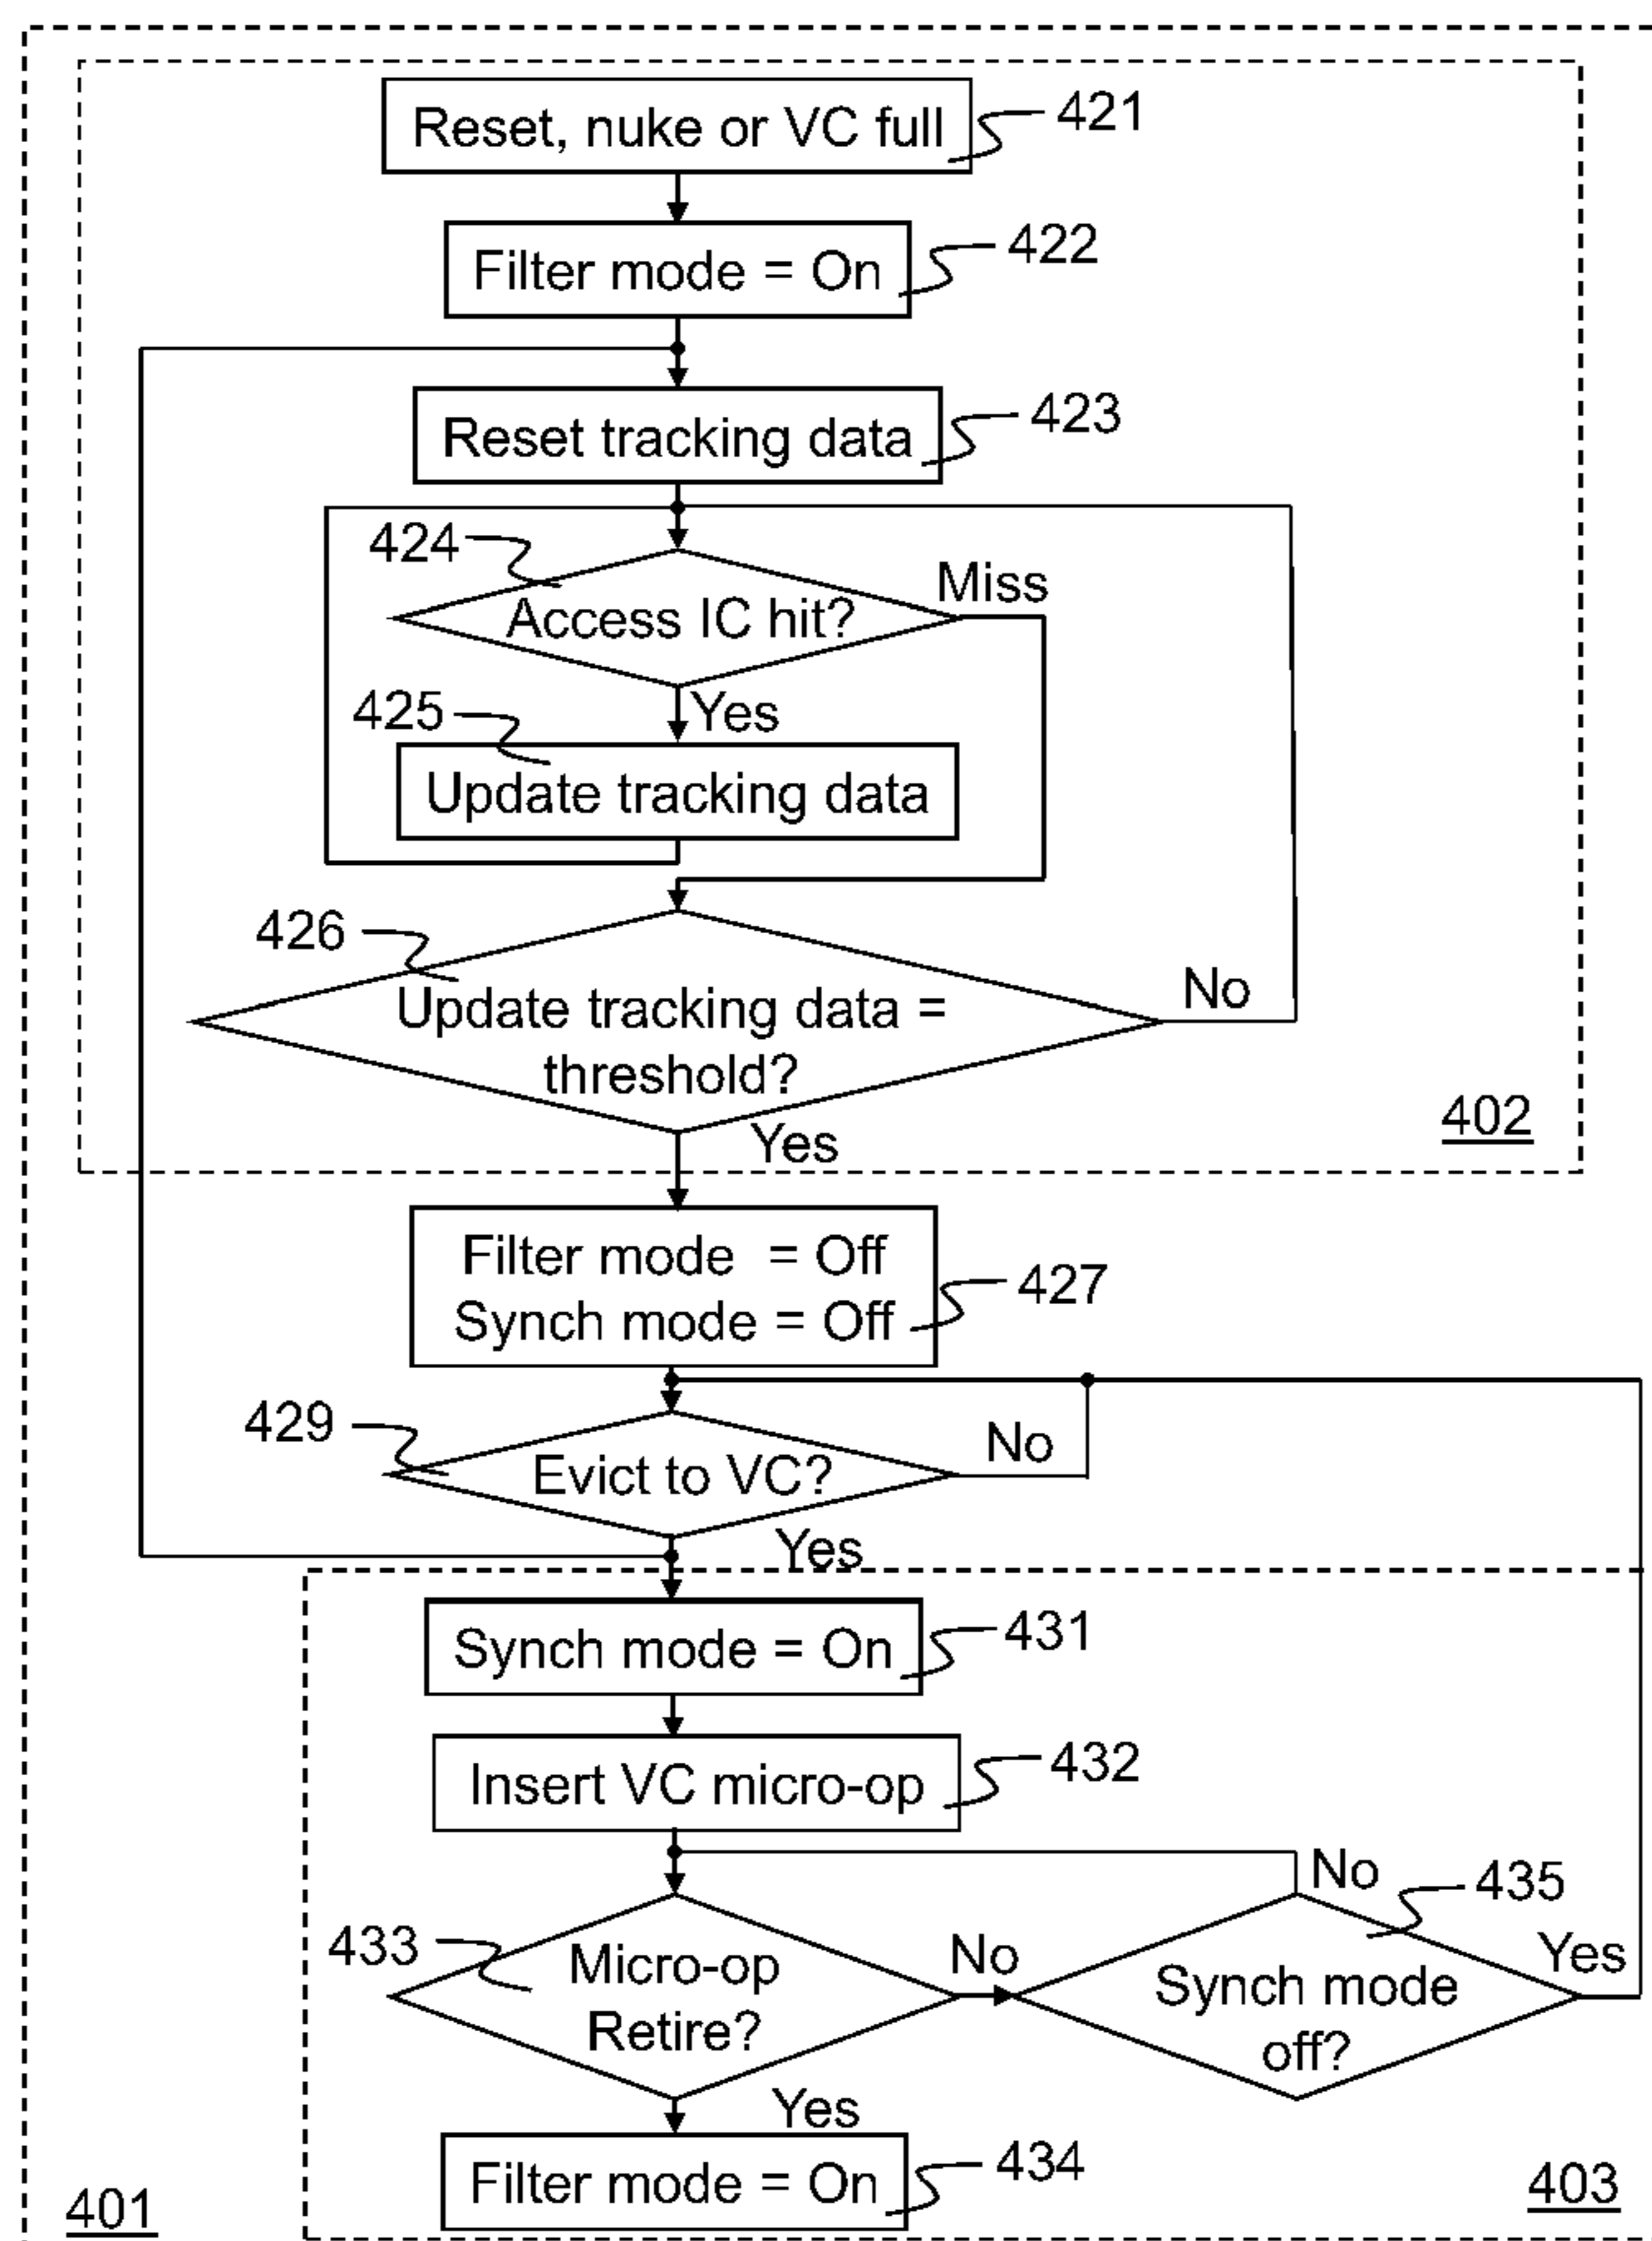 Reset, nuke or VC full
421
Filter mode = On
422
Reset tracking data
423
424
Access IC hit?
Miss
Yes
425
Update tracking data
426
Update tracking data =
threshold?
No
Yes
402
Filter mode = Off
Synch mode = Off
427
429
Evict to VC?
No
Yes
Synch mode = On
431
Insert VC micro-op
432
433
Micro-op
Retire?
No
435
No
Synch mode
off?
Yes
Yes
Filter mode = On
434
401
403